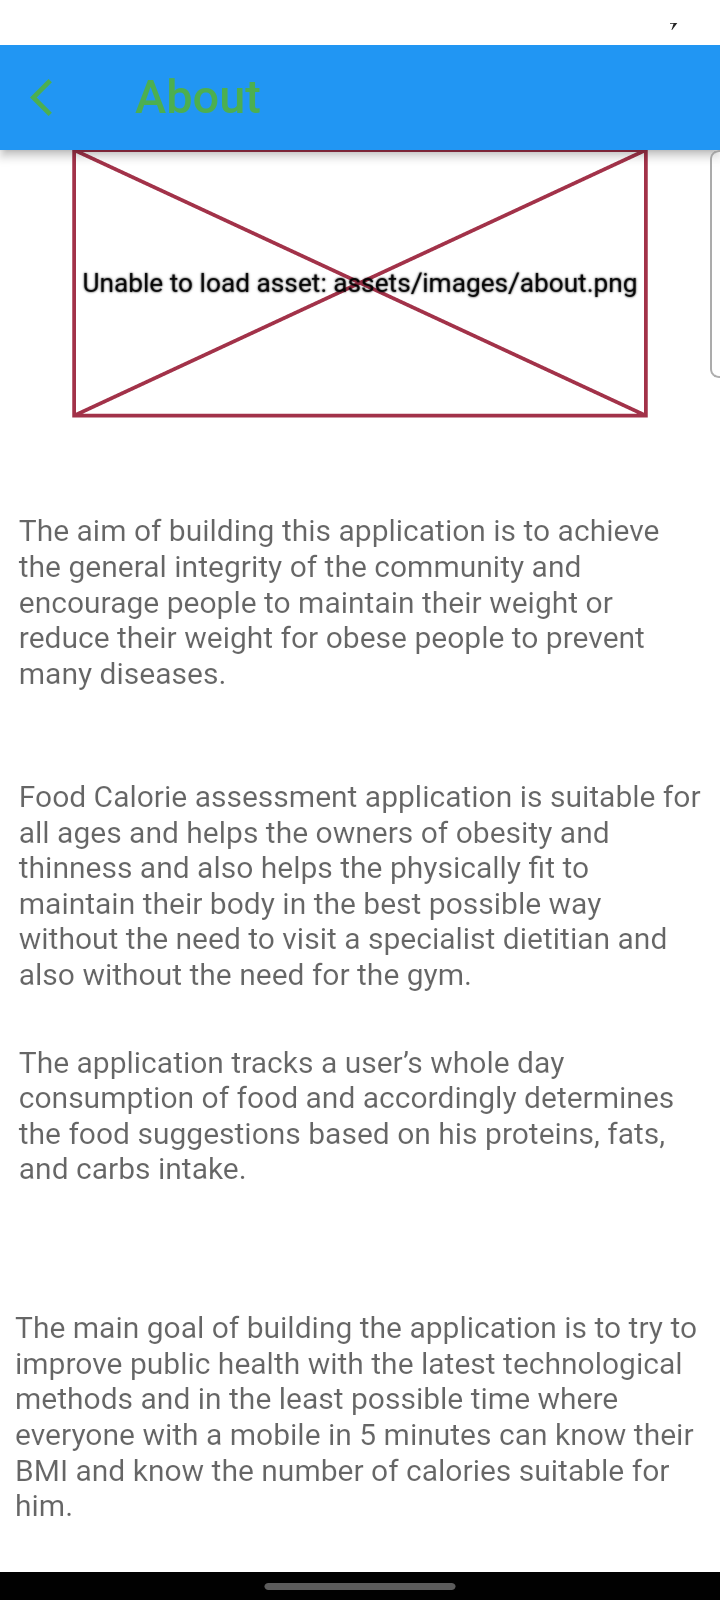 About
Unable to load asset: assets/images/about.png
The aim of building this application is to achieve
the general integrity of the community and
encourage people to maintain their weight or
reduce their weight for obese people to prevent
many diseases.
Food Calorie assessment application is suitable for
all ages and helps the owners of obesity and
thinness and also helps the physically fit to
maintain their body in the best possible way
without the need to visit a specialist dietitian and
also without the need for the gym.
The application tracks a user’s whole day
consumption of food and accordingly determines
the food suggestions based on his proteins, fats,
and carbs intake.
The main goal of building the application is to try to
improve public health with the latest technological
methods and in the least possible time where
everyone with a mobile in 5 minutes can know their
BMI and know the number of calories suitable for
him.